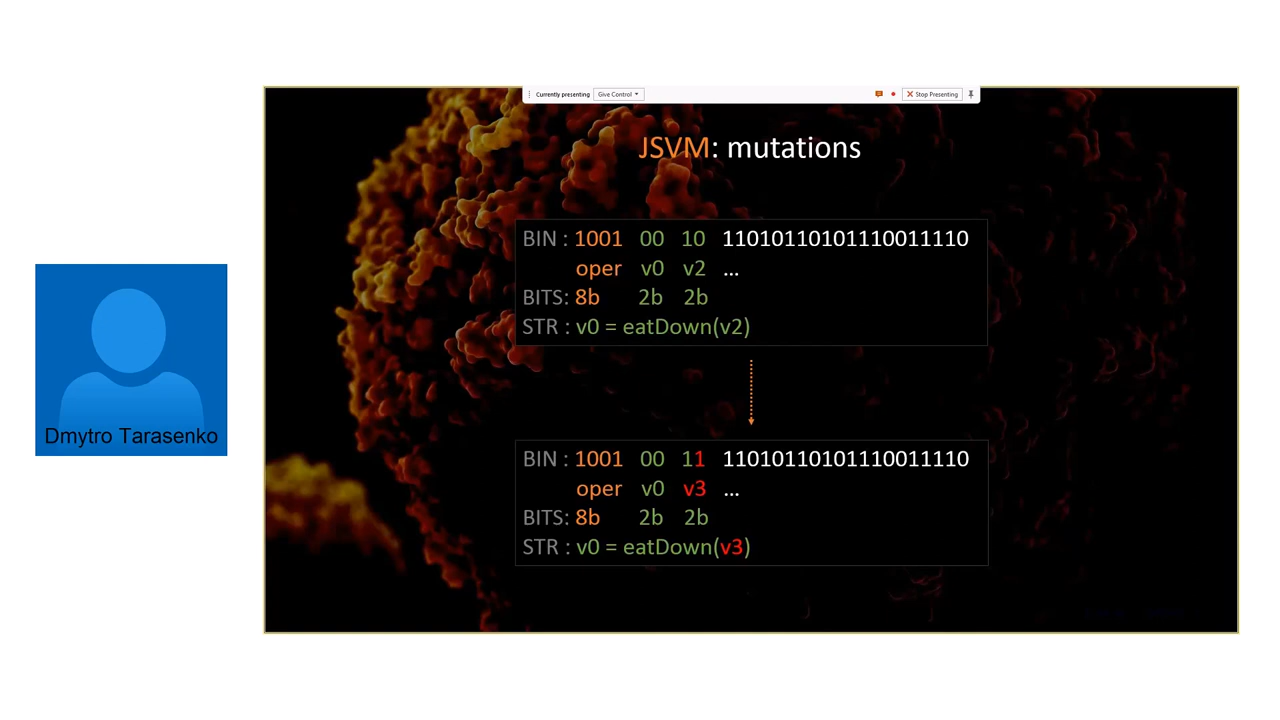 Currently presenting Give Control Stop Presenting
JSVM: mutations
BIN : 1001 00 10 11010110101110011110
oper v0 v2 ...
BITS: 8b 2b 2b
STR : v0 = eatDown(v2)
BIN : 1001 00 11 11010110101110011110
oper v0 v3 ...
BITS: 8b 2b 2b
STR : v0 = eatDown(v3)
Dmytro Tarasenko